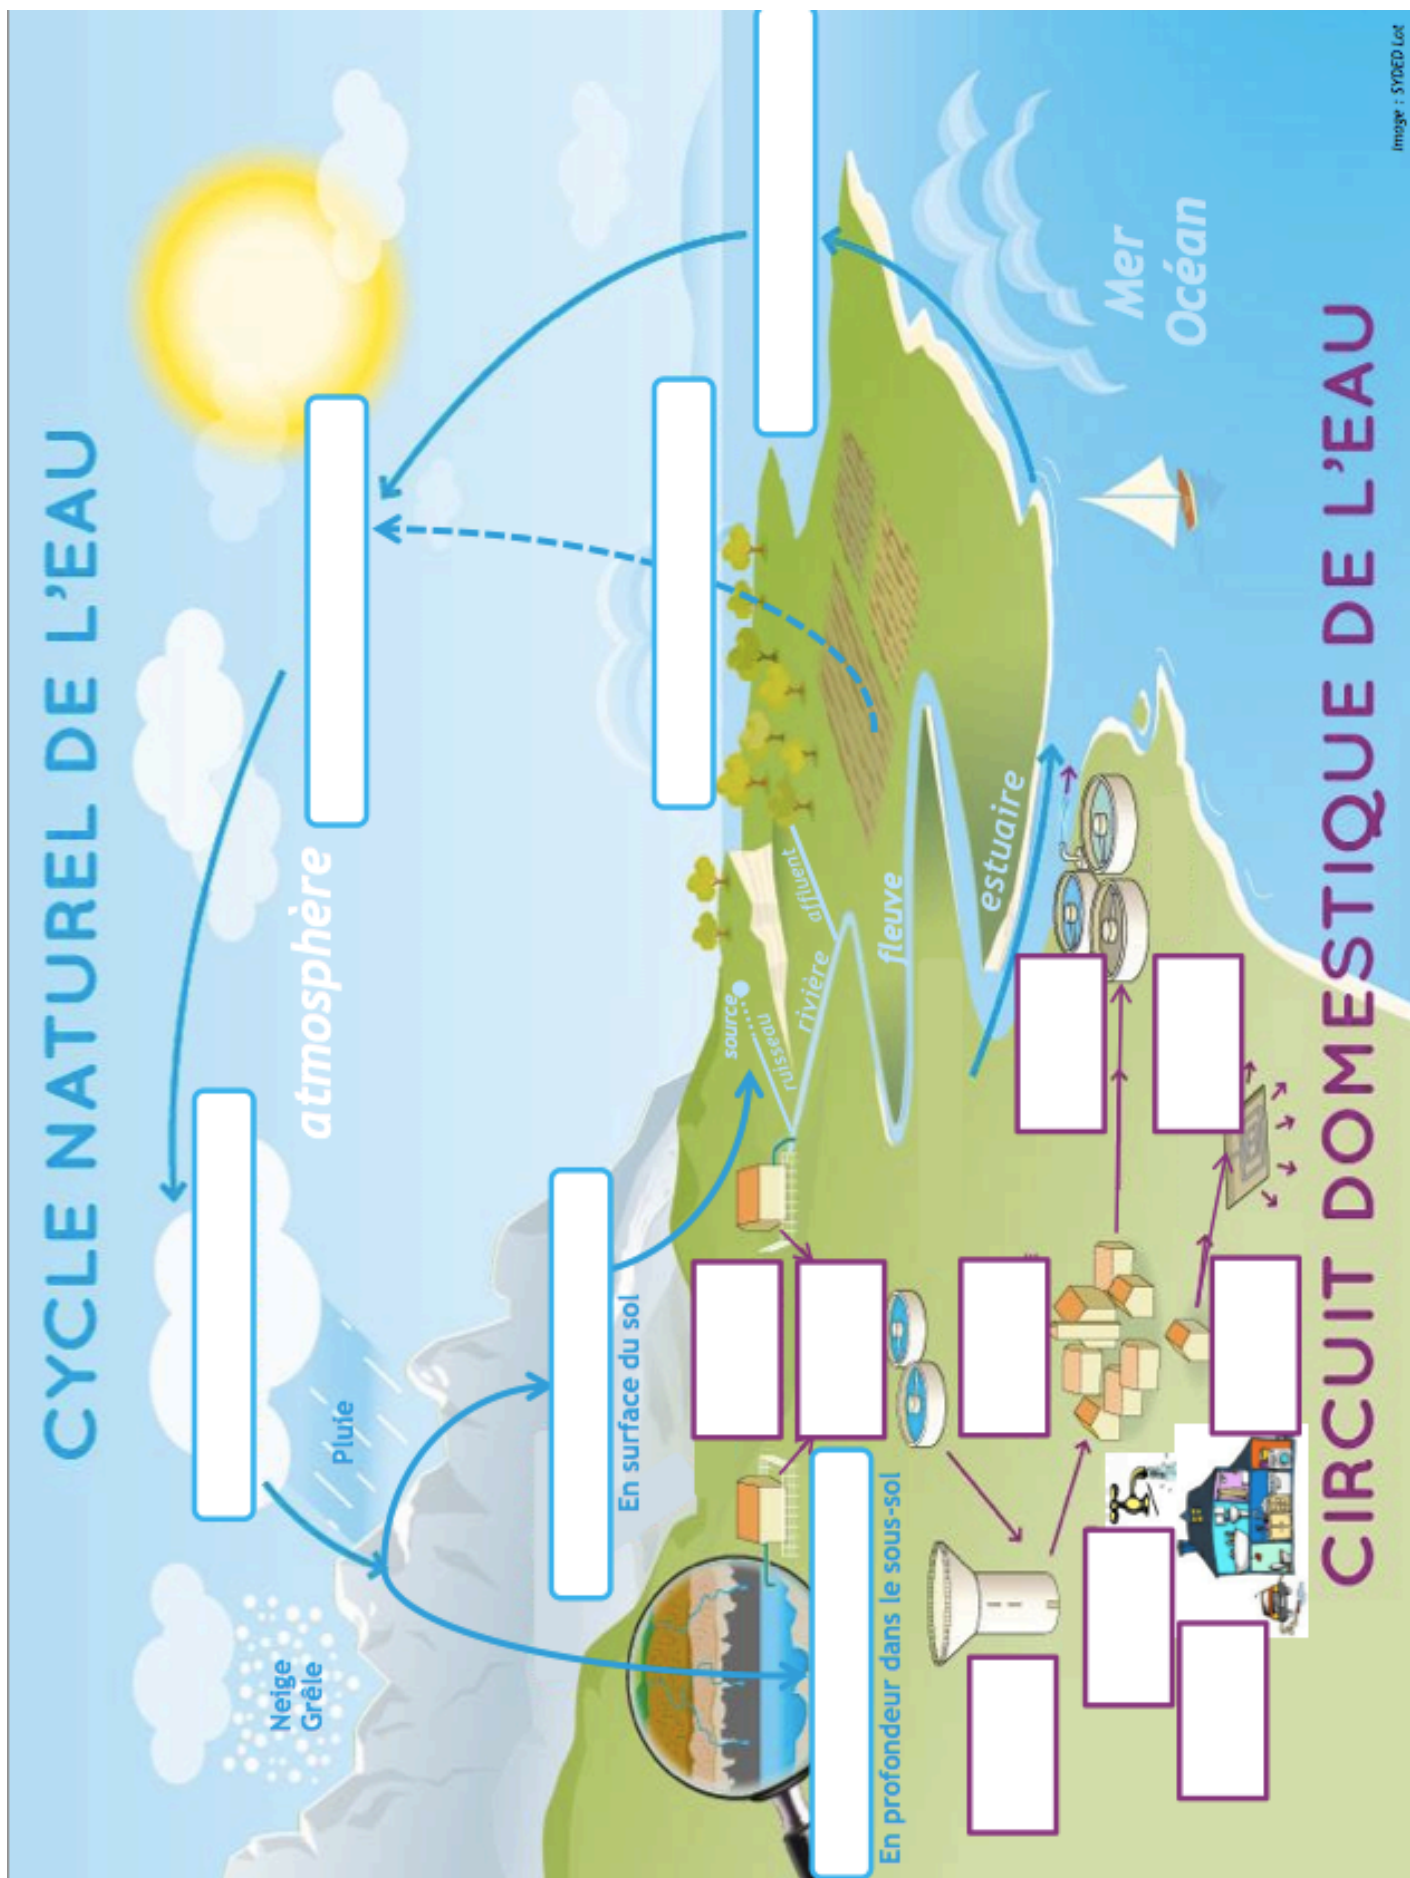 CYCLE NATUREL DE L'EAU
atmosphère
Neige
Grêle
Pluie
En surface du sol
source
ruisseau
rivière
affluent
fleuve
estuaire
Mer
Océan
En profondeur dans le sous-sol
CIRCUIT DOMESTIQUE DE L'EAU
Image : SYDED Lot